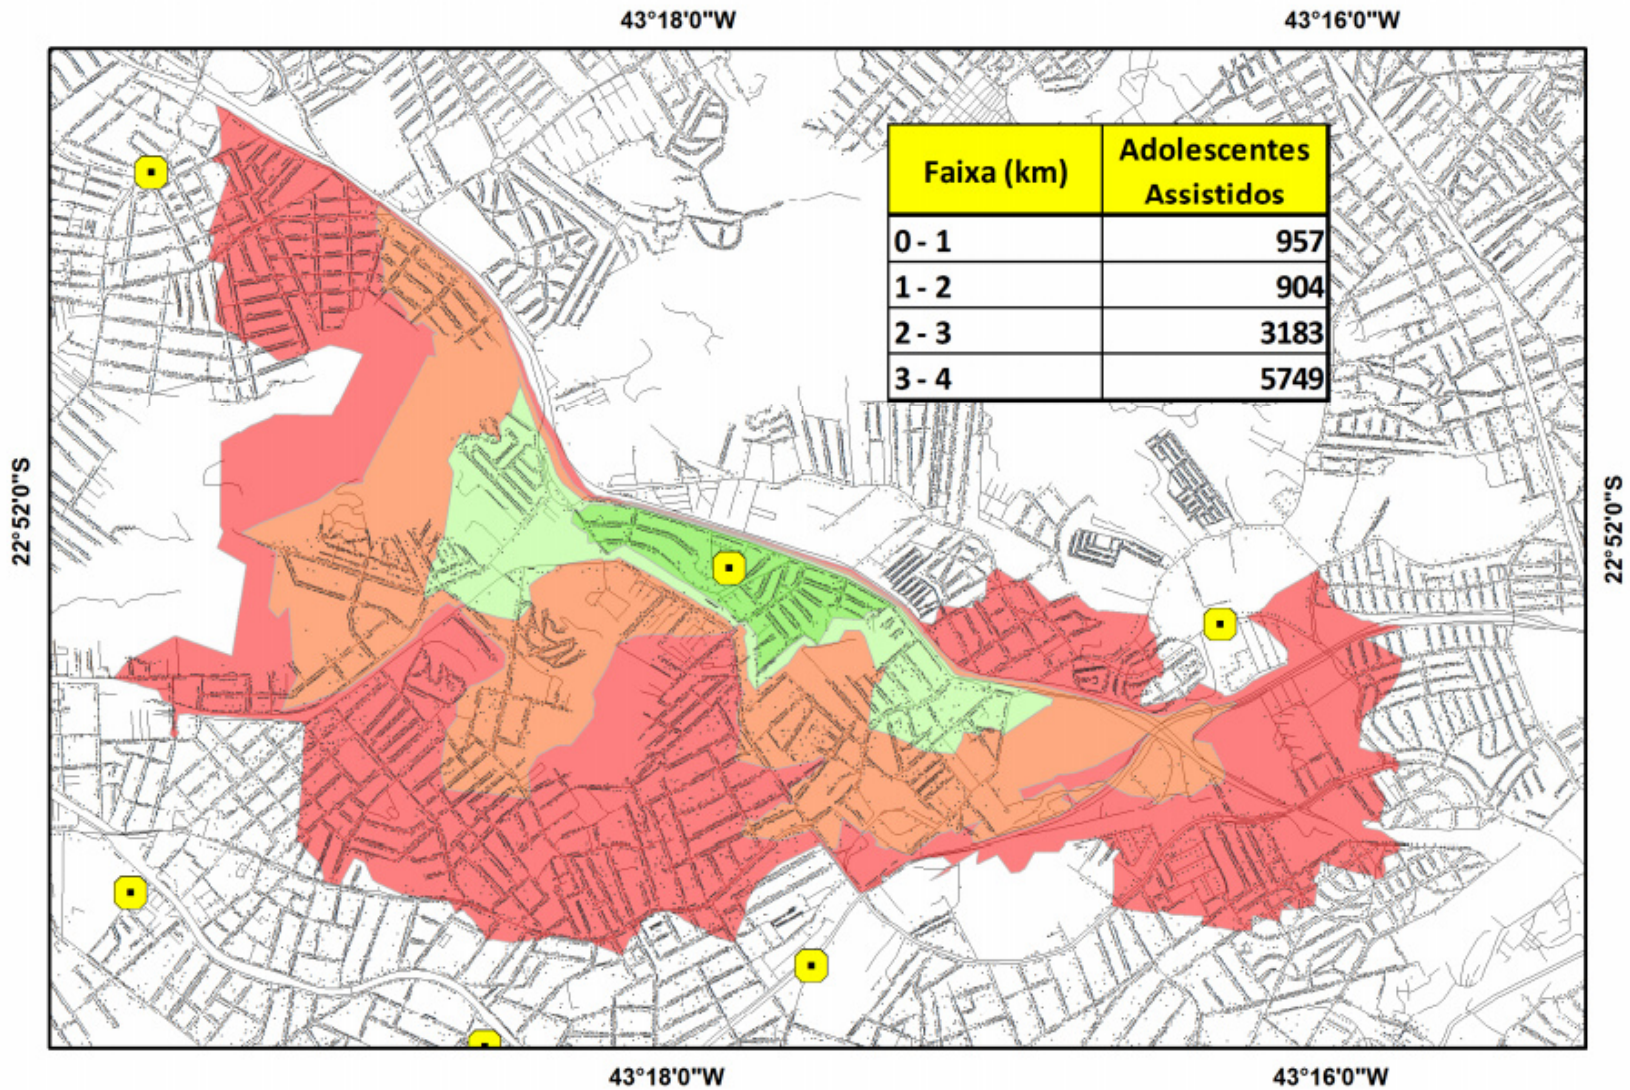 43°18'0"W 43°16'0"W
Faixa (km) Adolescentes Assistidos
0 - 1 957
1 - 2 904
2 - 3 3183
3 - 4 5749
22°52'0"S 22°52'0"S
43°18'0"W 43°16'0"W